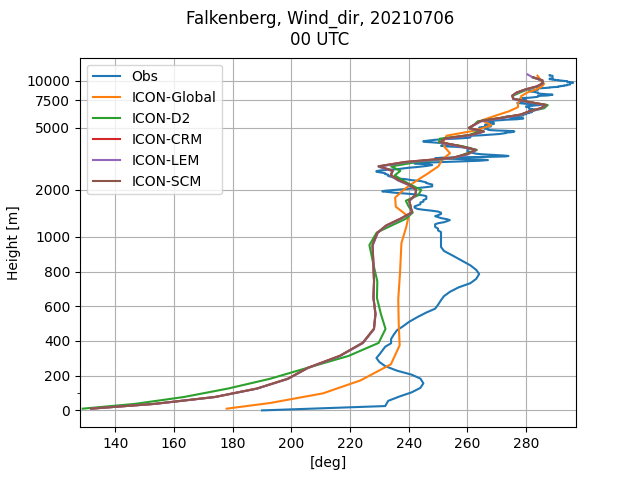 Falkenberg, Wind_dir, 20210706
00 UTC
Obs
ICON-Global
ICON-D2
ICON-CRM
ICON-LEM
ICON-SCM
10000
7500
5000
2000
1000
800
600
400
200
0
Height [m]
140 160 180 200 220 240 260 280
[deg]